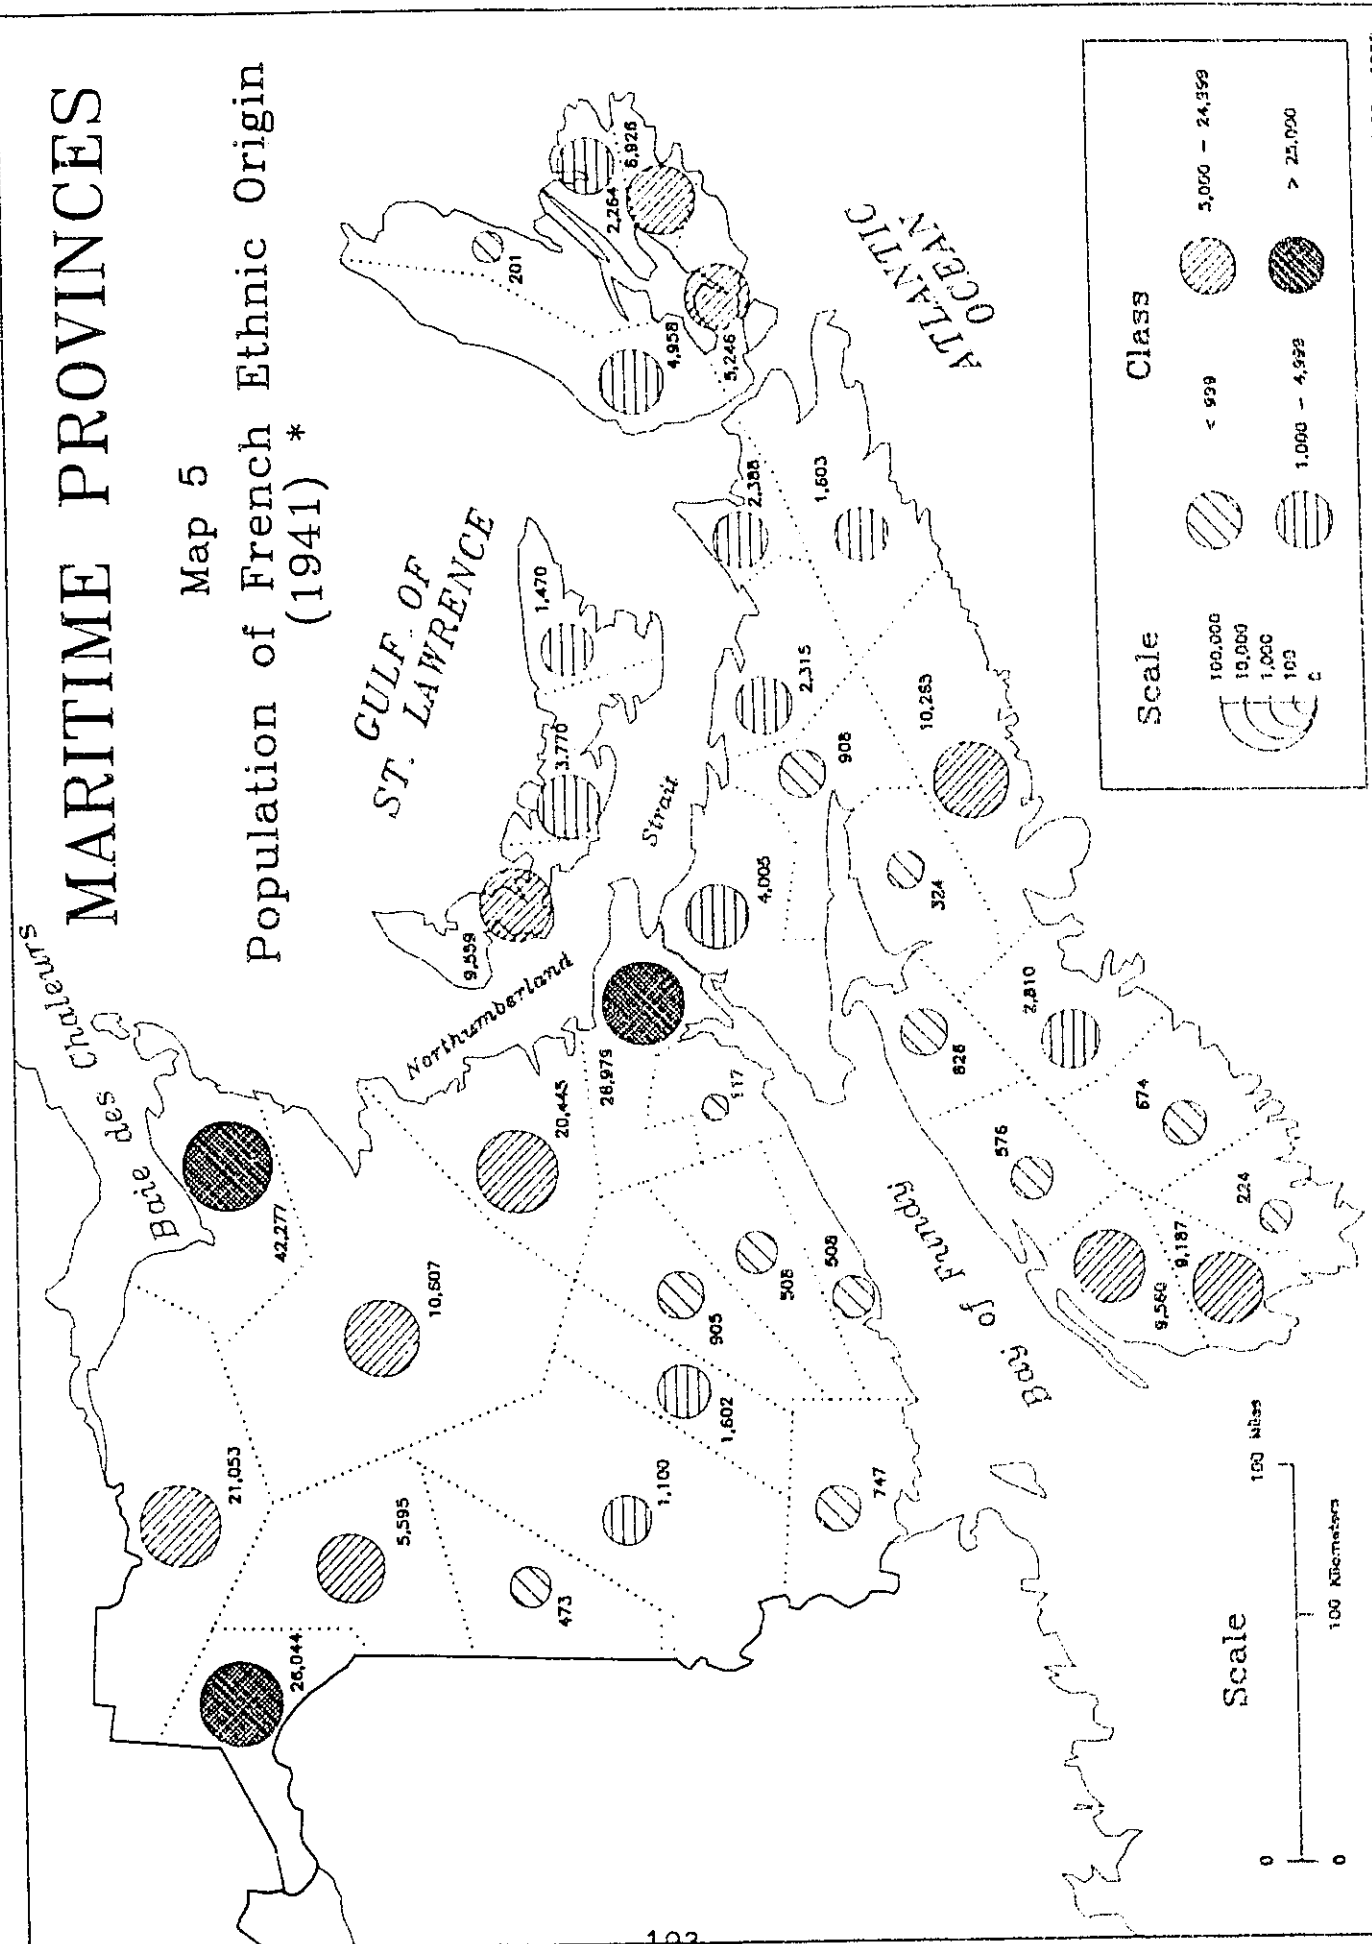 MARITIME PROVINCES
Map 5
Population of French Ethnic Origin
(1941) *
Baie des Chaleurs
GULF OF
ST. LAWRENCE
Northumberland
Strait
ATLANTIC
OCEAN
Bay of Fundy
26,044
21,053
42,277
5,595
10,607
473
20,445
28,979
1,100
1,602
905
508
508
117
747
9,559
3,770
1,470
201
4,958
2,264
6,926
5,246
4,005
908
2,315
2,388
1,603
10,263
324
826
2,810
576
674
224
9,560
9,187
Scale
100,000
10,000
1,000
100
0
Class
< 999
5,000 - 24,999
1,000 - 4,999
> 25,000
Scale
0
100 Miles
0
100 Kilometers
193